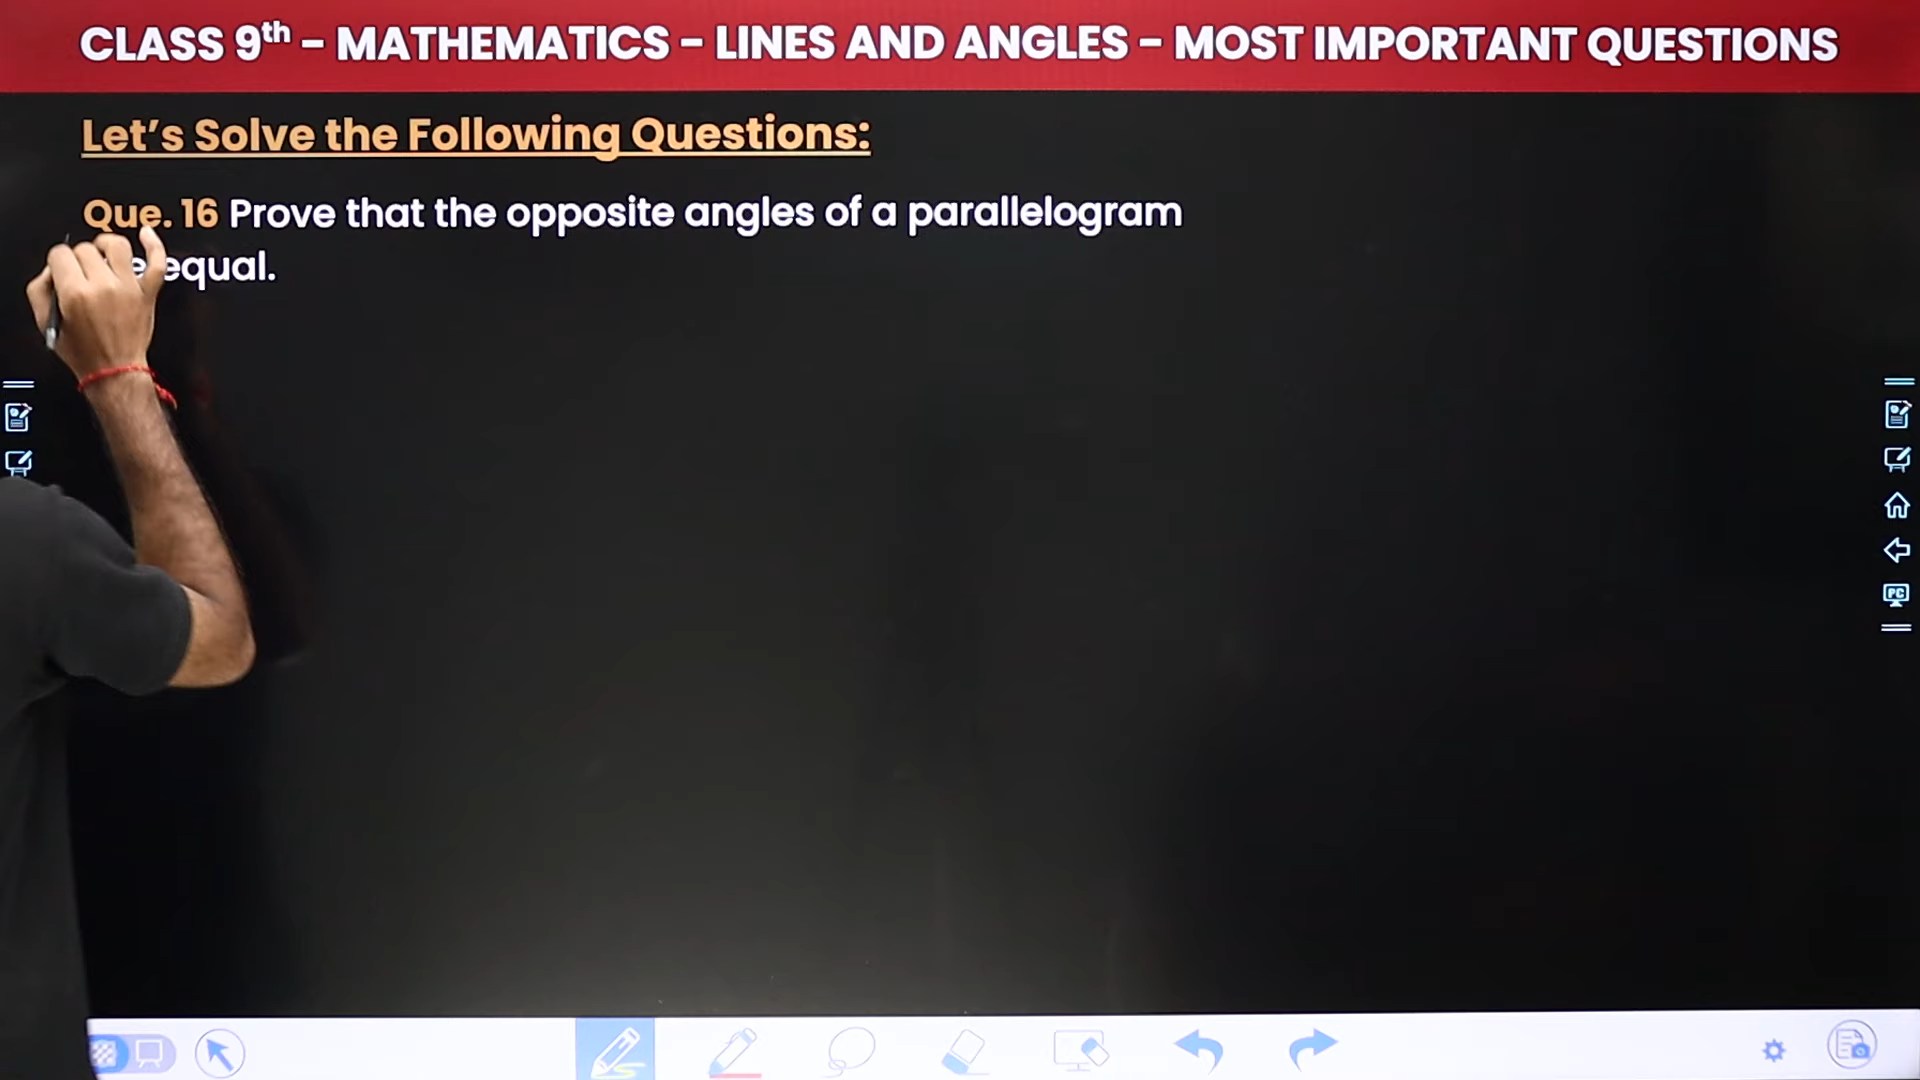 CLASS 9th – MATHEMATICS – LINES AND ANGLES – MOST IMPORTANT QUESTIONS
Let's Solve the Following Questions:
Que. 16 Prove that the opposite angles of a parallelogram
equal.
PC